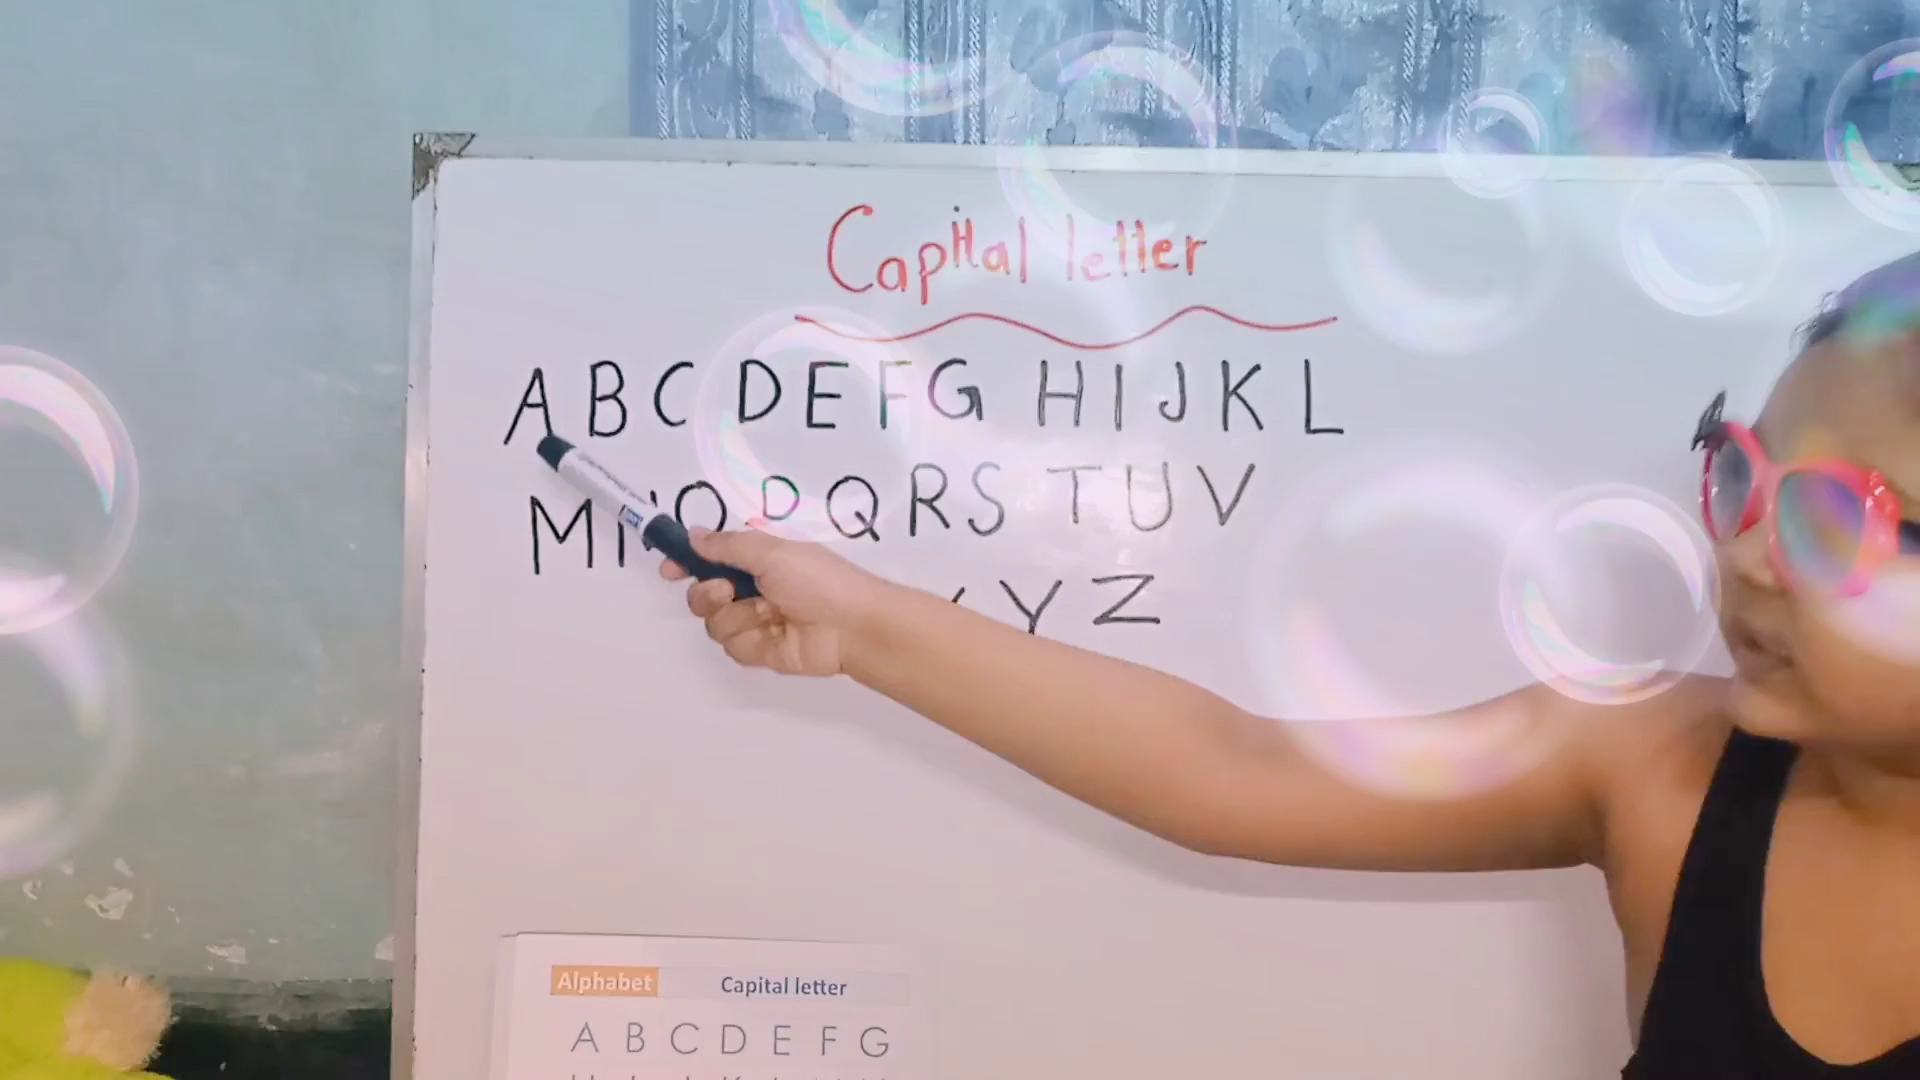 Capital letter
A B C D E F G H I J K L
M N O P Q R S T U V
Y Z
Alphabet Capital letter
A B C D E F G